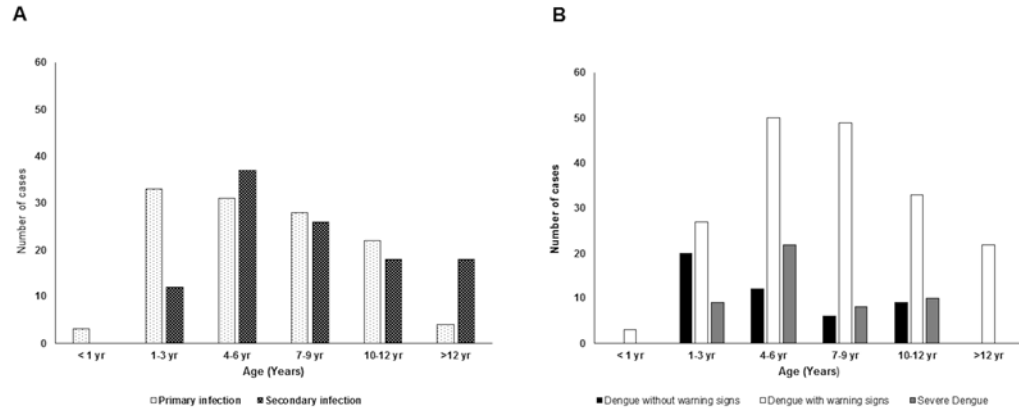 A
60
50
40
30
20
10
0
Number of cases
< 1 yr 1-3 yr 4-6 yr 7-9 yr 10-12 yr >12 yr
Age (Years)
Primary infection Secondary infection
B
60
50
40
30
20
10
0
Number of cases
< 1 yr 1-3 yr 4-6 yr 7-9 yr 10-12 yr >12 yr
Age (Years)
Dengue without warning signs Dengue with warning signs Severe Dengue